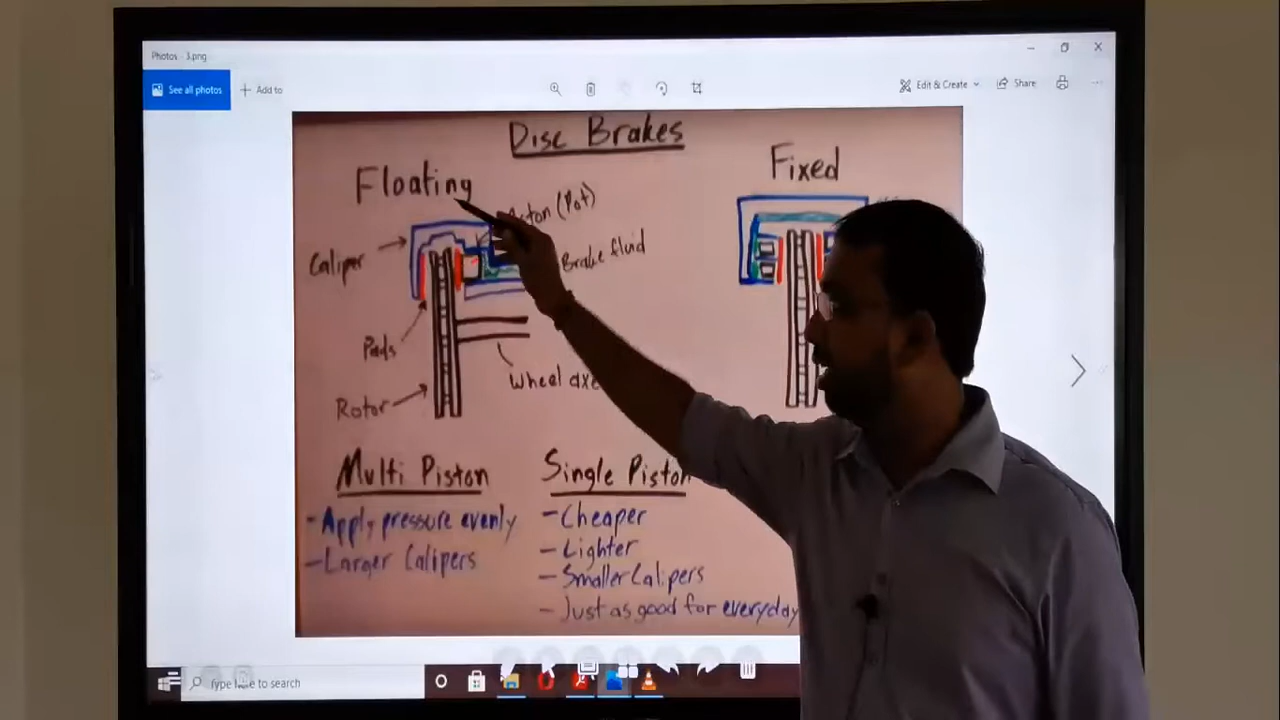 Photos - 3.png
See all photos
Add to
Edit & Create
Share
Disc Brakes
Floating
Fixed
(Pot)
Caliper
Brake fluid
Pads
Wheel
Rotor
Multi Piston
- Apply pressure evenly
- Larger Calipers
Single Piston
- Cheaper
- Lighter
- Smaller Calipers
- Just as good for everyday
Type here to search